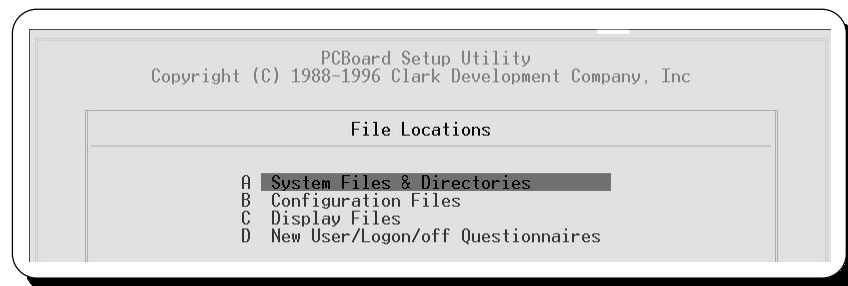 PCBoard Setup Utility
Copyright (C) 1988-1996 Clark Development Company, Inc
File Locations
A System Files & Directories
B Configuration Files
C Display Files
D New User/Logon/off Questionnaires